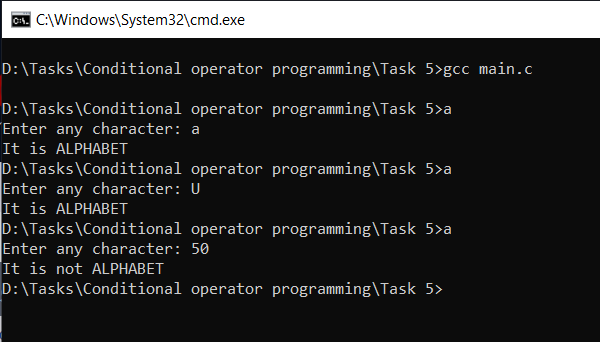 C:\Windows\System32\cmd.exe
D:\Tasks\Conditional operator programming\Task 5>gcc main.c
D:\Tasks\Conditional operator programming\Task 5>a
Enter any character: a
It is ALPHABET
D:\Tasks\Conditional operator programming\Task 5>a
Enter any character: U
It is ALPHABET
D:\Tasks\Conditional operator programming\Task 5>a
Enter any character: 50
It is not ALPHABET
D:\Tasks\Conditional operator programming\Task 5>